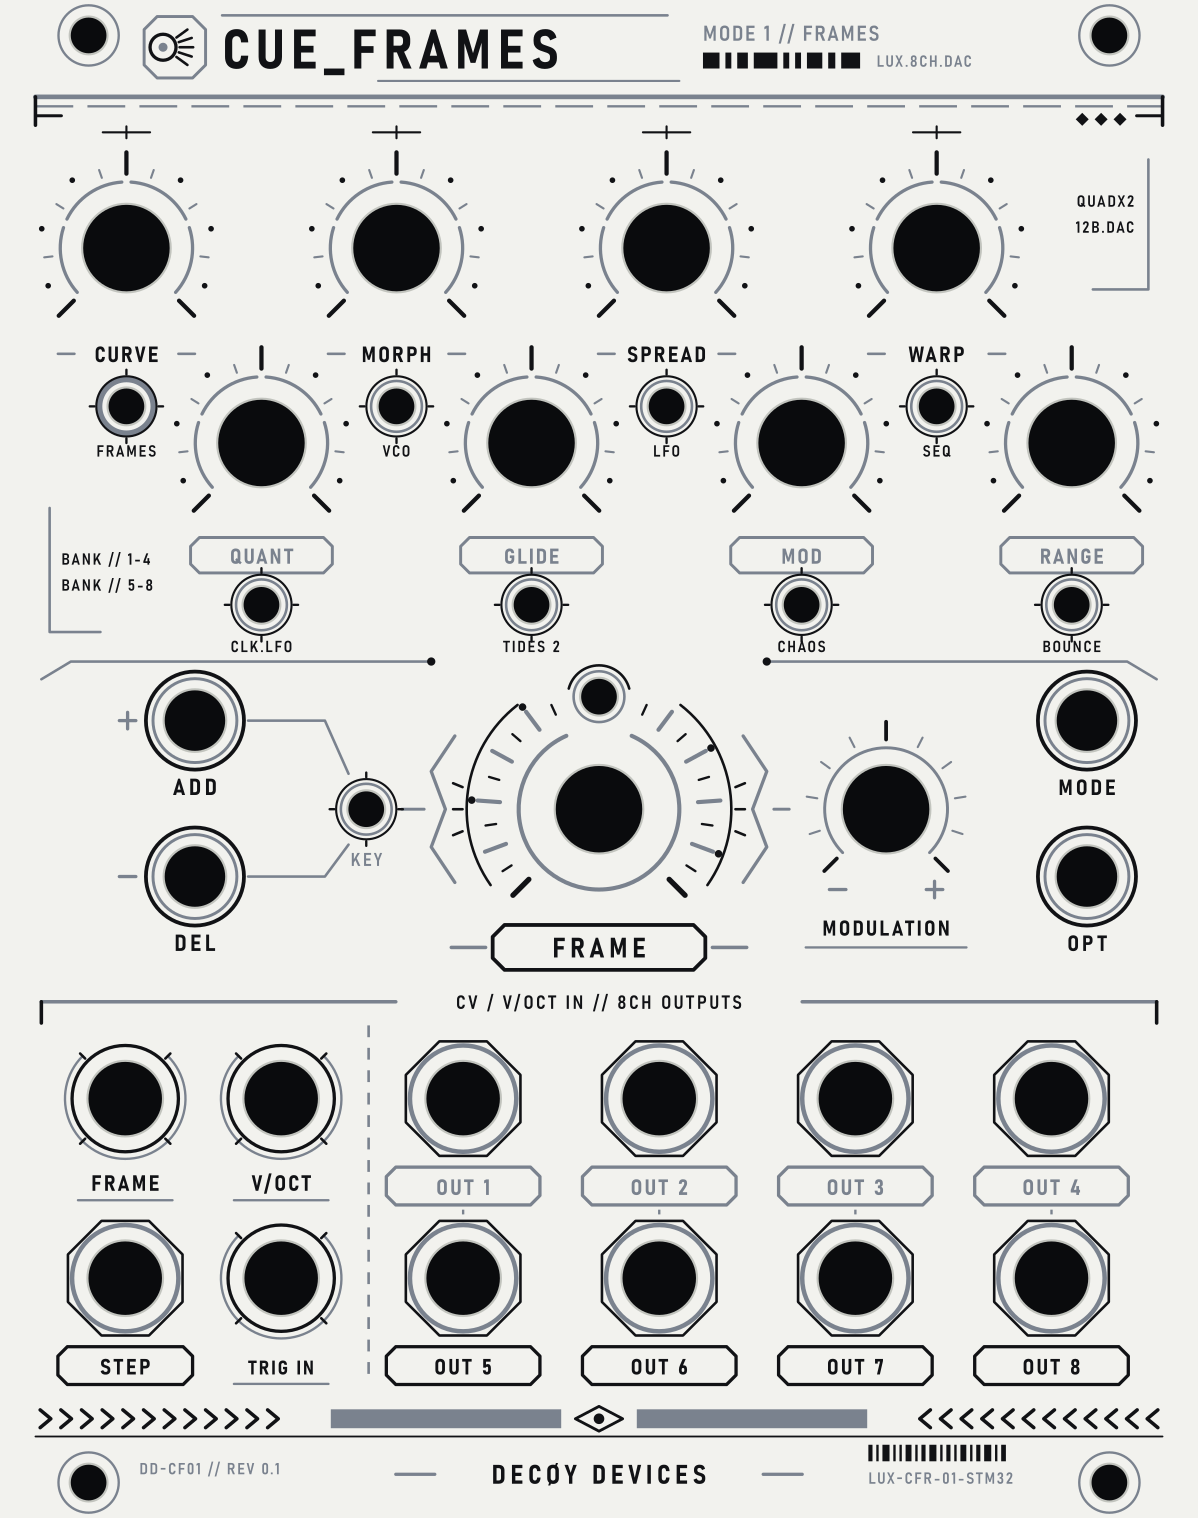 CUE_FRAMES
MODE 1 // FRAMES
LUX.8CH.DAC
QUADX2
12B.DAC
CURVE
MORPH
SPREAD
WARP
FRAMES
VCO
LFO
SEQ
BANK // 1-4
BANK // 5-8
QUANT
GLIDE
MOD
RANGE
CLK.LFO
TIDES 2
CHAOS
BOUNCE
+
ADD
MODE
KEY
−
− +
DEL
FRAME
MODULATION
OPT
CV / V/OCT IN // 8CH OUTPUTS
FRAME
V/OCT
OUT 1
OUT 2
OUT 3
OUT 4
STEP
TRIG IN
OUT 5
OUT 6
OUT 7
OUT 8
DD-CF01 // REV 0.1
DECØY DEVICES
LUX-CFR-01-STM32